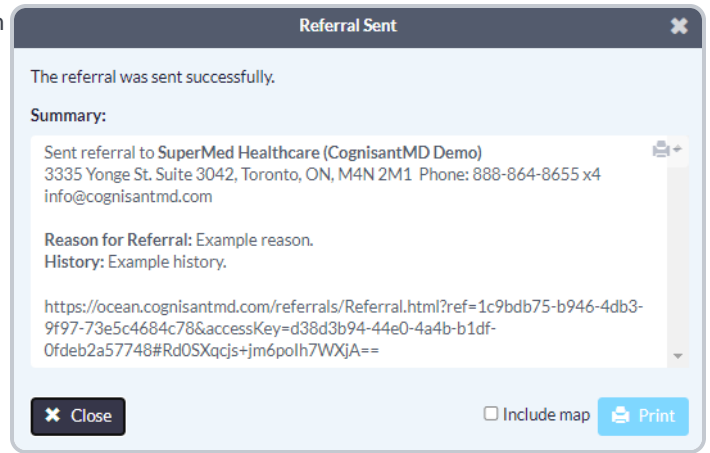 Referral Sent
The referral was sent successfully.
Summary:
Sent referral to SuperMed Healthcare (CognisantMD Demo)
3335 Yonge St. Suite 3042, Toronto, ON, M4N 2M1 Phone: 888-864-8655 x4
info@cognisantmd.com
Reason for Referral: Example reason.
History: Example history.
https://ocean.cognisantmd.com/referrals/Referral.html?ref=1c9bdb75-b946-4db3-
9f97-73e5c4684c78&accessKey=d38d3b94-44e0-4a4b-b1df-
0fdeb2a57748#Rd0SXqcjs+jm6polh7WXjA==
Close
Include map
Print